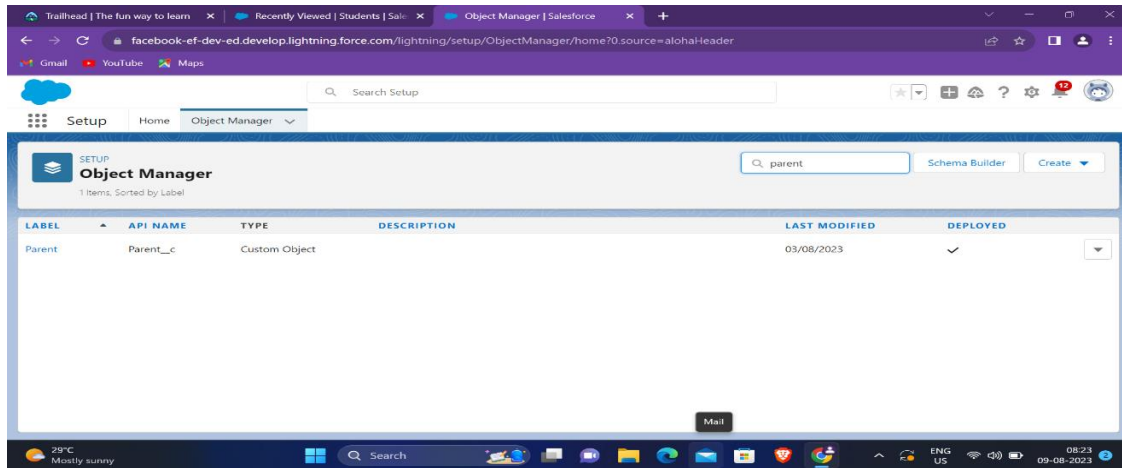 Trailhead | The fun way to learn
Recently Viewed | Students | Sale
Object Manager | Salesforce
facebook-ef-dev-ed.develop.lightning.force.com/lightning/setup/ObjectManager/home?0.source=alohaHeader
Gmail YouTube Maps
Search Setup
12
Setup Home Object Manager
SETUP
Object Manager
1 Items, Sorted by Label
parent
Schema Builder
Create
LABEL API NAME TYPE DESCRIPTION LAST MODIFIED DEPLOYED
Parent Parent__c Custom Object 03/08/2023
Mail
29°C
Mostly sunny
Search
ENG
US
08:23
09-08-2023
2